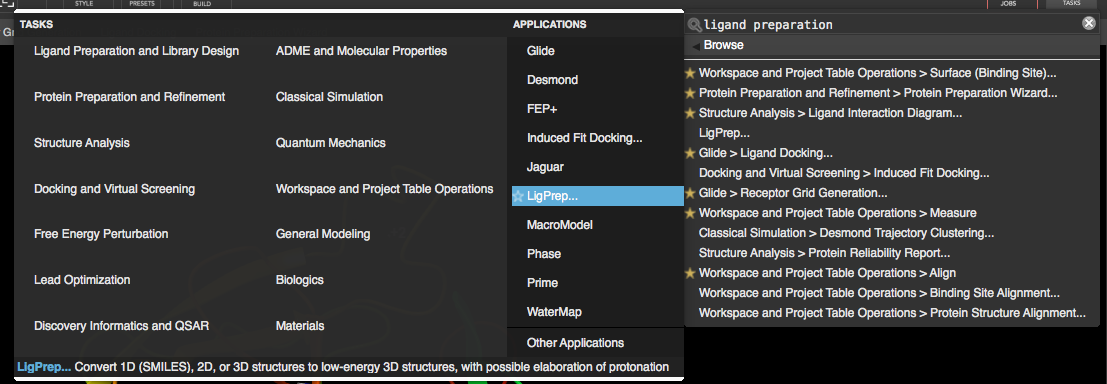 STYLE
PRESETS
BUILD
JOBS
TASKS
TASKS
Ligand Preparation and Library Design
ADME and Molecular Properties
Protein Preparation and Refinement
Classical Simulation
Structure Analysis
Quantum Mechanics
Docking and Virtual Screening
Workspace and Project Table Operations
Free Energy Perturbation
General Modeling
Lead Optimization
Biologics
Discovery Informatics and QSAR
Materials
APPLICATIONS
Glide
Desmond
FEP+
Induced Fit Docking...
Jaguar
LigPrep...
MacroModel
Phase
Prime
WaterMap
Other Applications
LigPrep... Convert 1D (SMILES), 2D, or 3D structures to low-energy 3D structures, with possible elaboration of protonation
ligand preparation
Browse
Workspace and Project Table Operations > Surface (Binding Site)...
Protein Preparation and Refinement > Protein Preparation Wizard...
Structure Analysis > Ligand Interaction Diagram...
LigPrep...
Glide > Ligand Docking...
Docking and Virtual Screening > Induced Fit Docking...
Glide > Receptor Grid Generation...
Workspace and Project Table Operations > Measure
Classical Simulation > Desmond Trajectory Clustering...
Structure Analysis > Protein Reliability Report...
Workspace and Project Table Operations > Align
Workspace and Project Table Operations > Binding Site Alignment...
Workspace and Project Table Operations > Protein Structure Alignment...